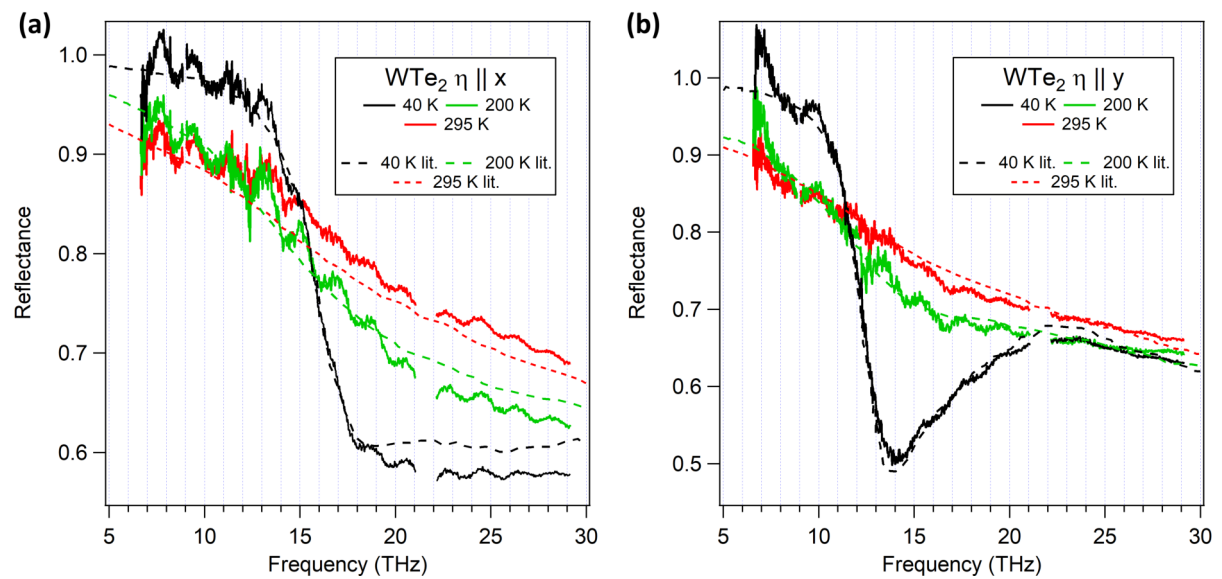 (a)
WTe2 η || x
40 K 200 K
295 K
40 K lit. 200 K lit.
295 K lit.
1.0
0.9
0.8
0.7
0.6
Reflectance
5 10 15 20 25 30
Frequency (THz)
(b)
WTe2 η || y
40 K 200 K
295 K
40 K lit. 200 K lit.
295 K lit.
1.0
0.9
0.8
0.7
0.6
0.5
Reflectance
5 10 15 20 25 30
Frequency (THz)